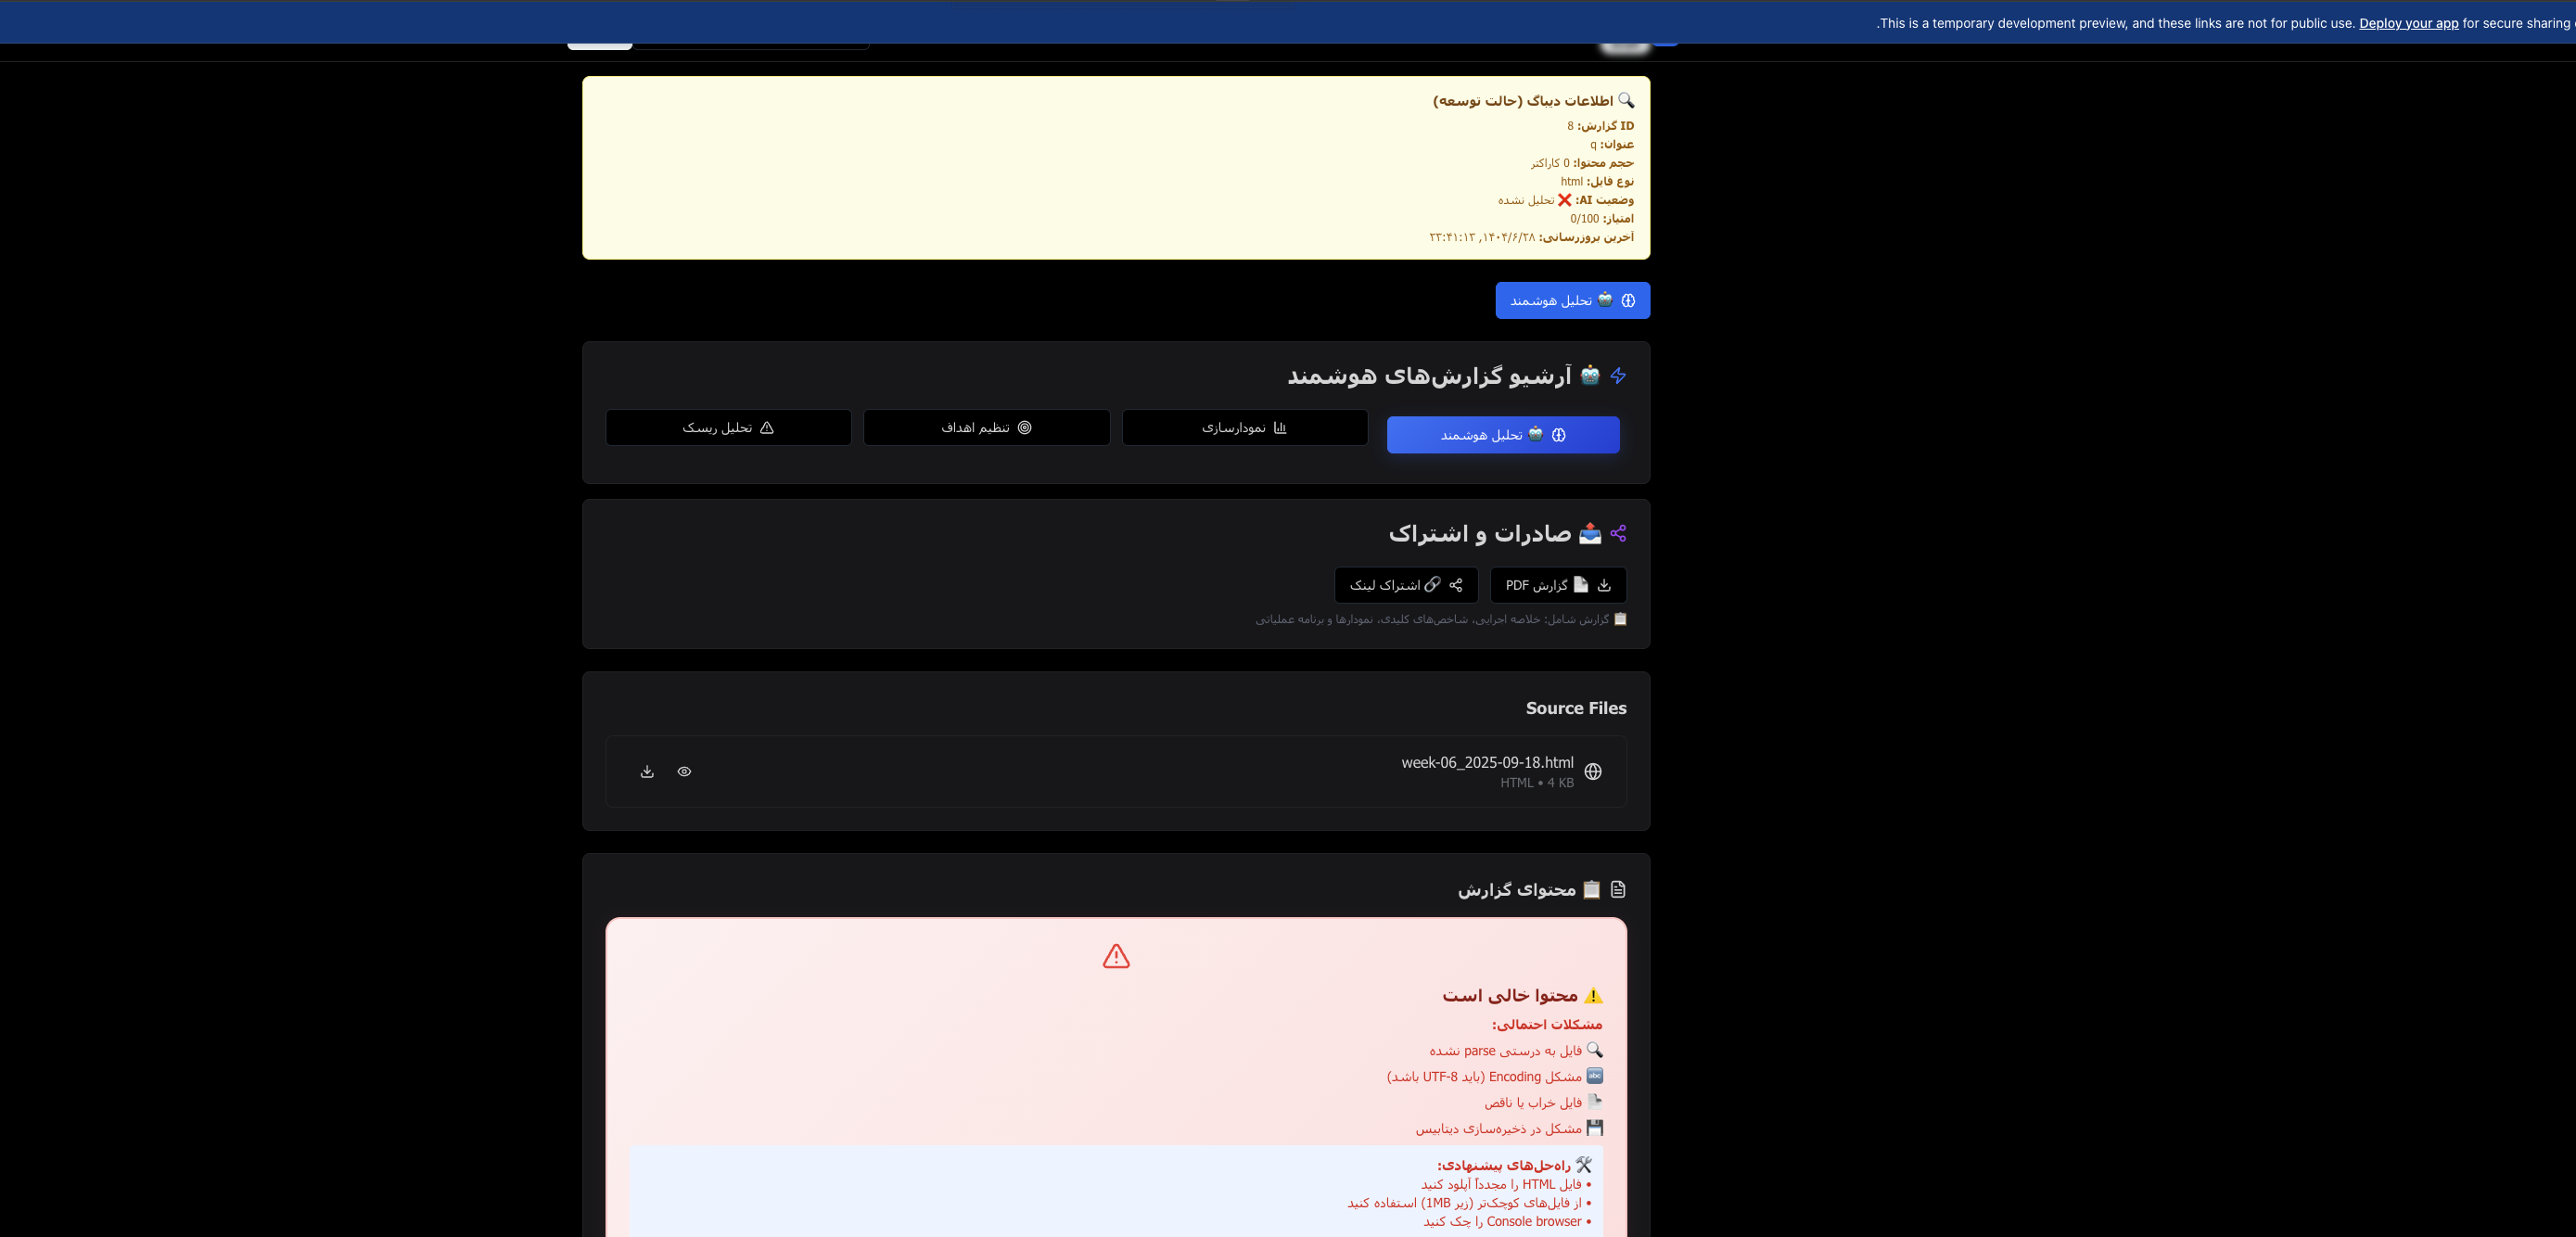 This is a temporary development preview, and these links are not for public use. Deploy your app for secure sharing
🔍 اطلاعات دیباگ (حالت توسعه)
ID گزارش: 8
عنوان: q
حجم محتوا: 0 کاراکتر
نوع فایل: html
وضعیت AI: ❌ تحلیل نشده
امتیاز: 0/100
آخرین بروزرسانی: ۱۴۰۴/۶/۲۸, ۲۳:۴۱:۱۳
🤖 تحلیل هوشمند
🤖 آرشیو گزارش‌های هوشمند
🤖 تحلیل هوشمند
نمودارسازی
تنظیم اهداف
تحلیل ریسک
📤 صادرات و اشتراک
📄 گزارش PDF
🔗 اشتراک لینک
📋 گزارش شامل: خلاصه اجرایی، شاخص‌های کلیدی، نمودارها و برنامه عملیاتی
Source Files
week-06_2025-09-18.html
HTML • 4 KB
📋 محتوای گزارش
⚠️ محتوا خالی است
مشکلات احتمالی:
🔍 فایل به درستی parse نشده
🔤 مشکل Encoding (باید UTF-8 باشد)
📄 فایل خراب یا ناقص
💾 مشکل در ذخیره‌سازی دیتابیس
🛠️ راه‌حل‌های پیشنهادی:
• فایل HTML را مجدداً آپلود کنید
• از فایل‌های کوچک‌تر (زیر 1MB) استفاده کنید
• Console browser را چک کنید